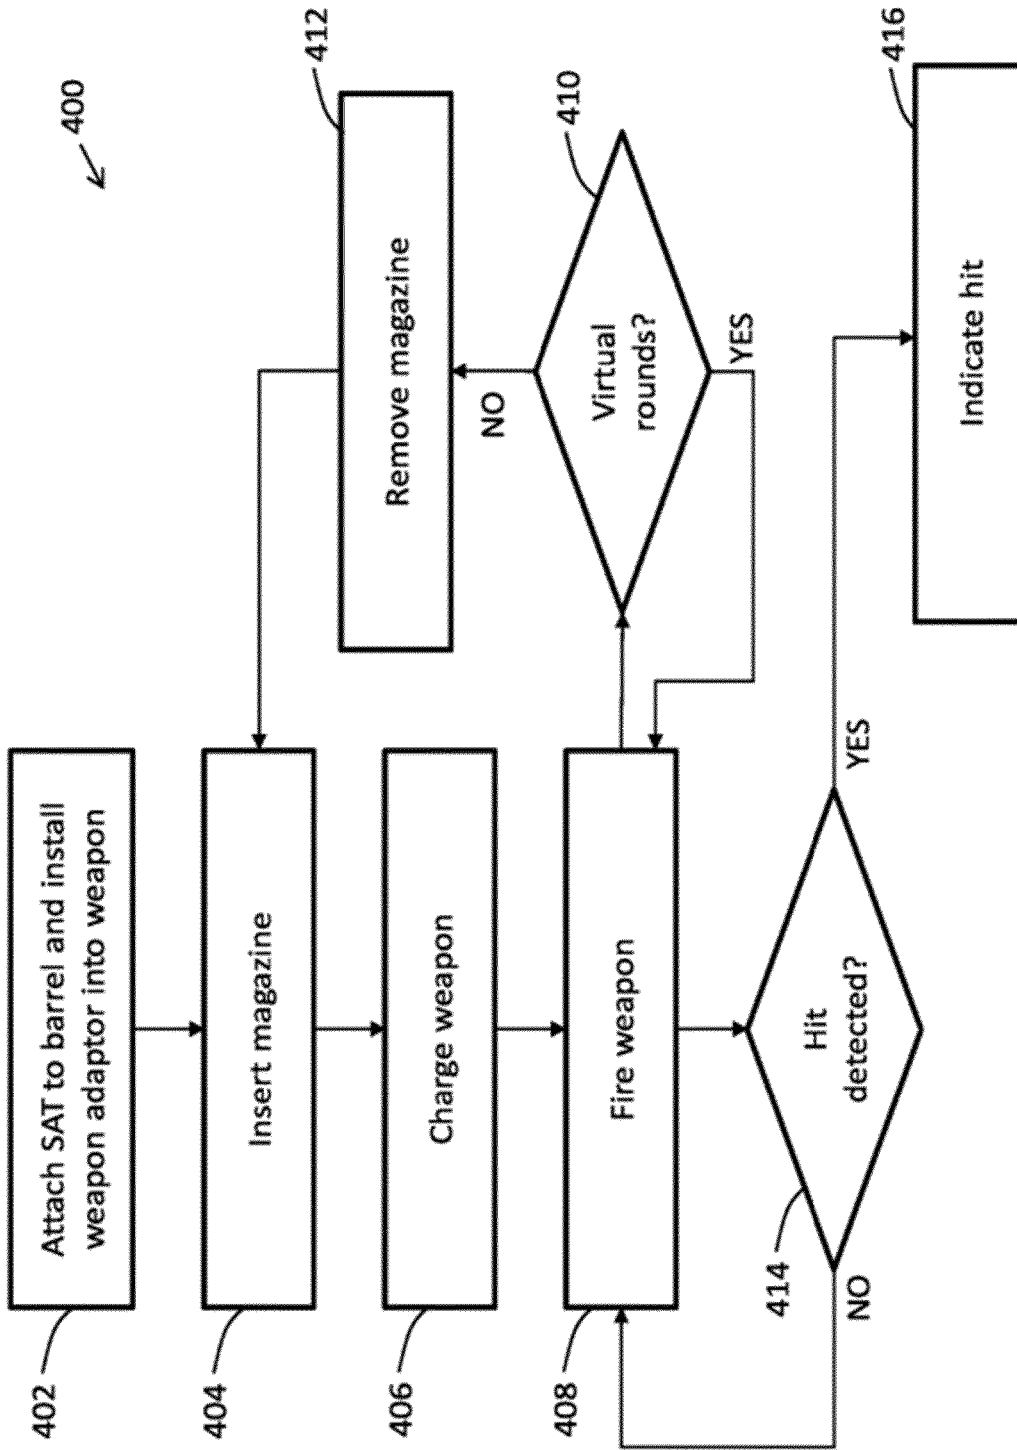 400
402
Attach SAT to barrel and install
weapon adaptor into weapon
404
Insert magazine
412
Remove magazine
406
Charge weapon
408
Fire weapon
NO
410
Virtual
rounds?
YES
414
Hit
detected?
NO
YES
416
Indicate hit